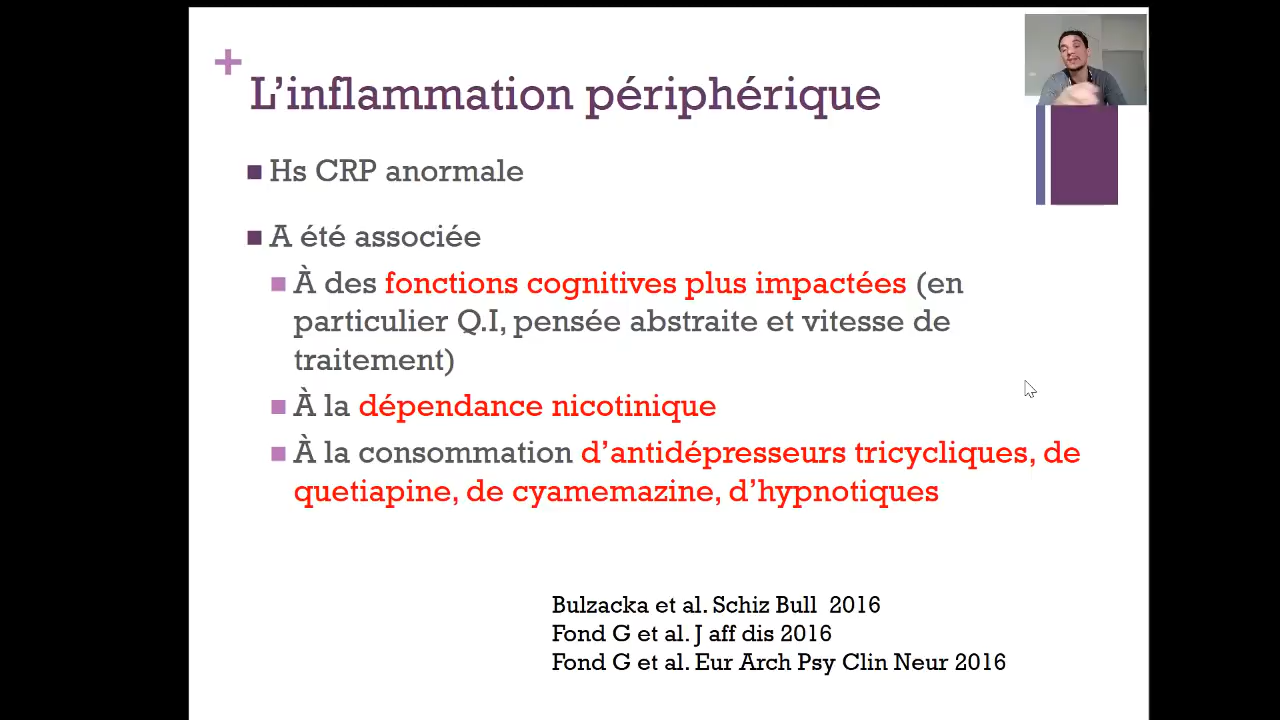 L'inflammation périphérique
Hs CRP anormale
A été associée
À des fonctions cognitives plus impactées (en
particulier Q.I, pensée abstraite et vitesse de
traitement)
À la dépendance nicotinique
À la consommation d'antidépresseurs tricycliques, de
quetiapine, de cyamemazine, d'hypnotiques
Bulzacka et al. Schiz Bull 2016
Fond G et al. J aff dis 2016
Fond G et al. Eur Arch Psy Clin Neur 2016